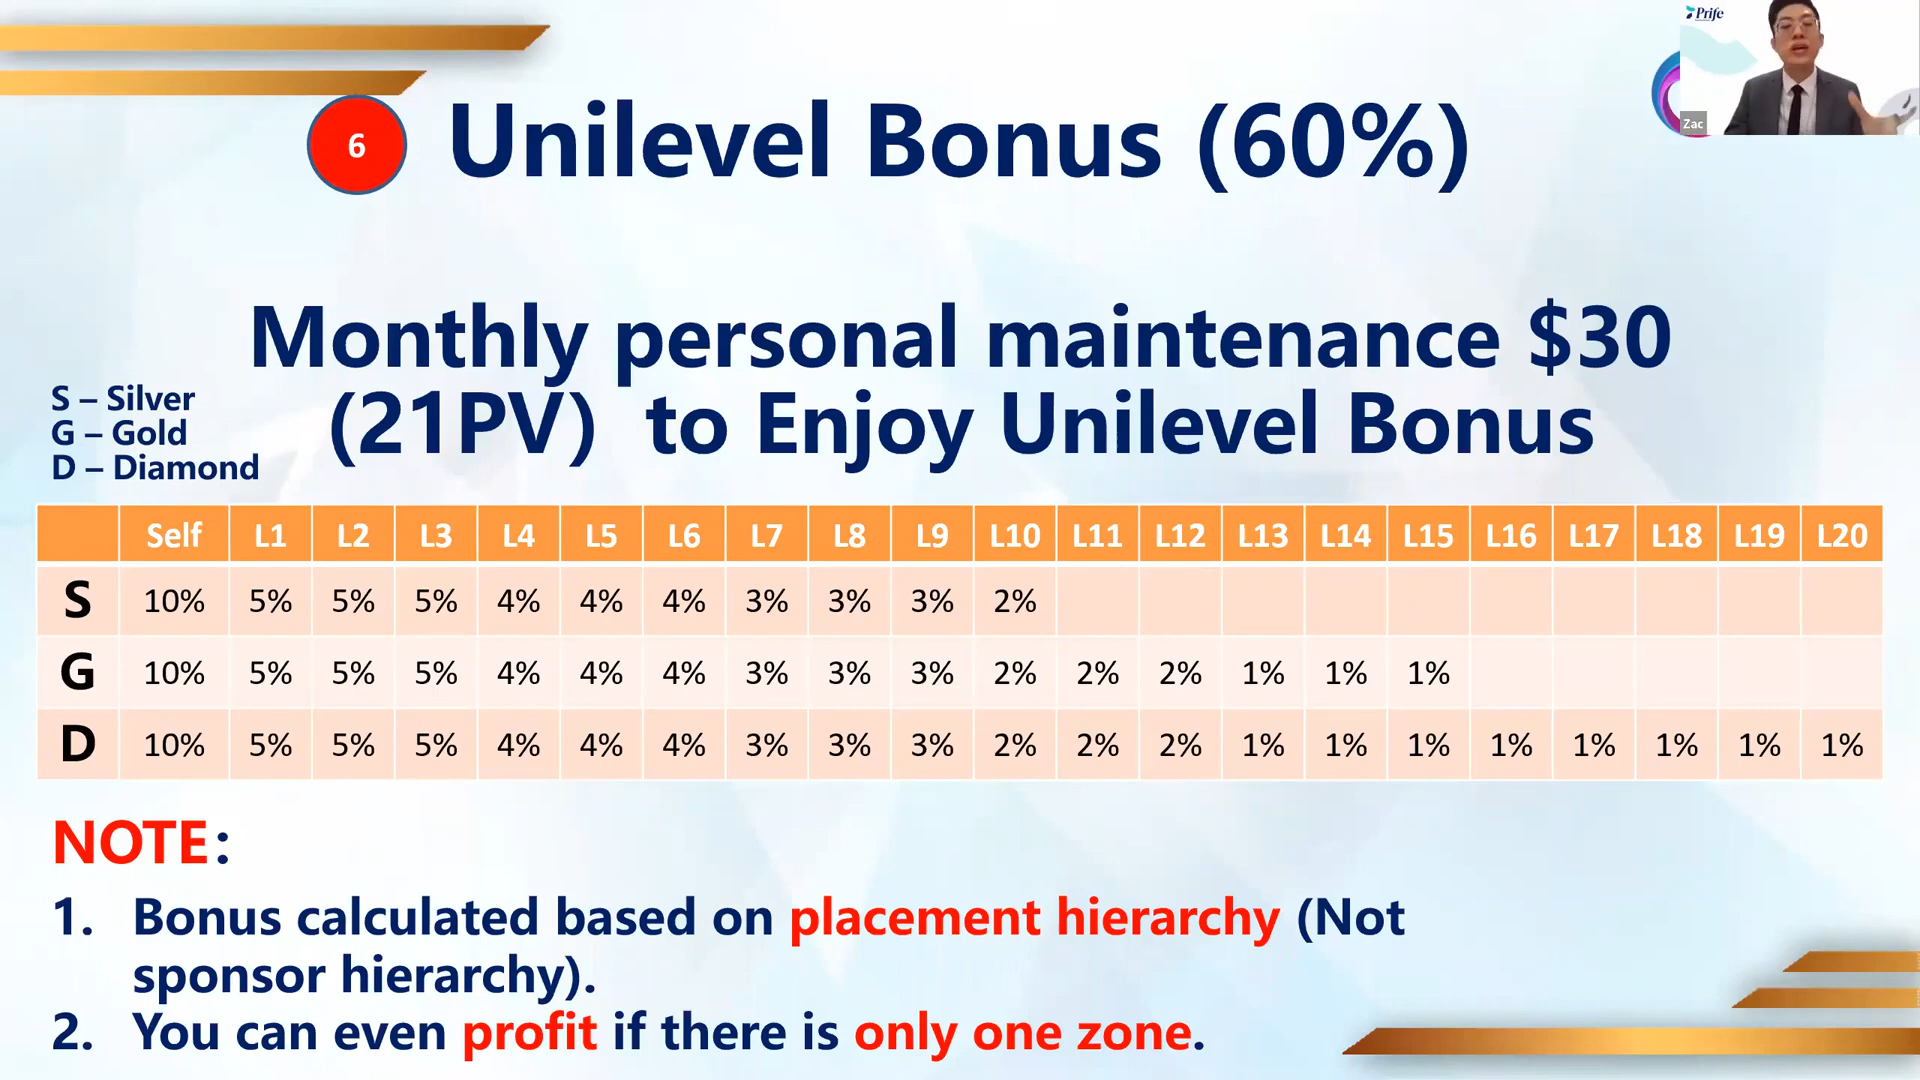 Prife
Zac
6
Unilevel Bonus (60%)
Monthly personal maintenance $30
(21PV) to Enjoy Unilevel Bonus
S – Silver
G – Gold
D – Diamond
Self L1 L2 L3 L4 L5 L6 L7 L8 L9 L10 L11 L12 L13 L14 L15 L16 L17 L18 L19 L20
S 10% 5% 5% 5% 4% 4% 4% 3% 3% 3% 2%
G 10% 5% 5% 5% 4% 4% 4% 3% 3% 3% 2% 2% 2% 1% 1% 1%
D 10% 5% 5% 5% 4% 4% 4% 3% 3% 3% 2% 2% 2% 1% 1% 1% 1% 1% 1% 1% 1%
NOTE:
1. Bonus calculated based on placement hierarchy (Not
sponsor hierarchy).
2. You can even profit if there is only one zone.